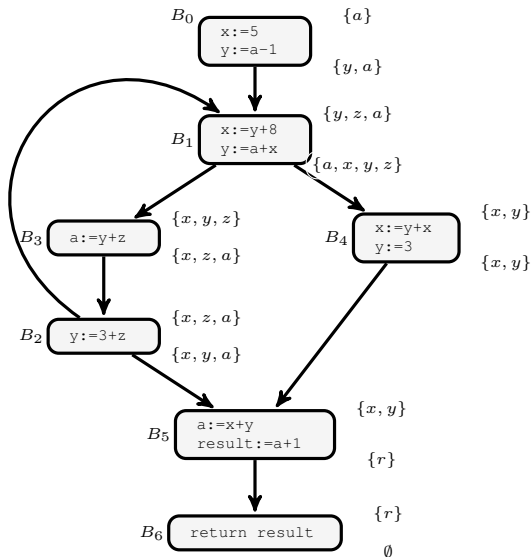 B₀
x:=5
y:=a−1
{a}
{y, a}
B₁
x:=y+8
y:=a+x
{y, z, a}
{a, x, y, z}
B₃
a:=y+z
{x, y, z}
{x, z, a}
B₄
x:=y+x
y:=3
{x, y}
{x, y}
B₂
y:=3+z
{x, z, a}
{x, y, a}
B₅
a:=x+y
result:=a+1
{x, y}
{r}
B₆
return result
{r}
∅